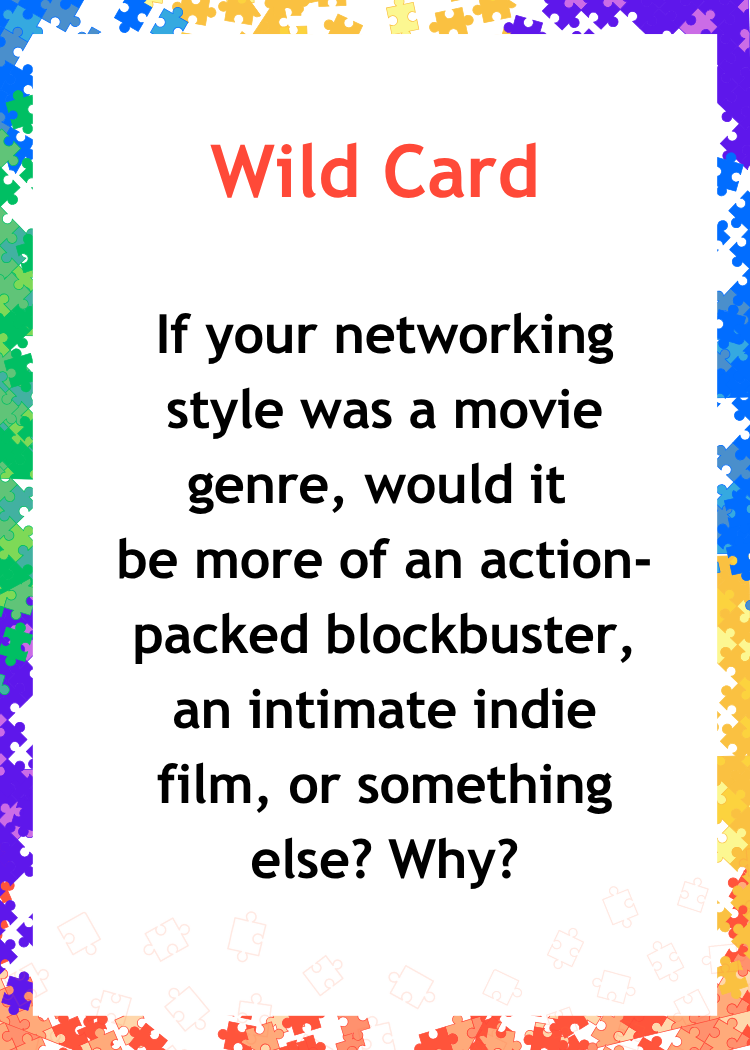 Wild Card
If your networking
style was a movie
genre, would it
be more of an action-
packed blockbuster,
an intimate indie
film, or something
else? Why?